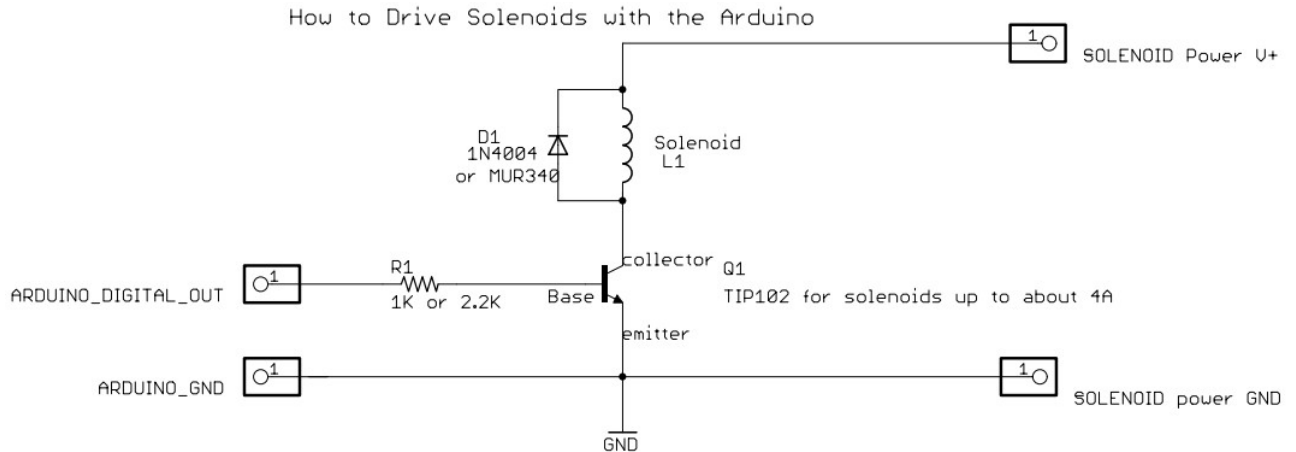 How to Drive Solenoids with the Arduino
1
SOLENOID Power V+
D1
1N4004
or MUR340
Solenoid
L1
collector
Q1
R1
1
ARDUINO_DIGITAL_OUT
1K or 2.2K
Base
TIP102 for solenoids up to about 4A
emitter
1
ARDUINO_GND
1
SOLENOID power GND
GND